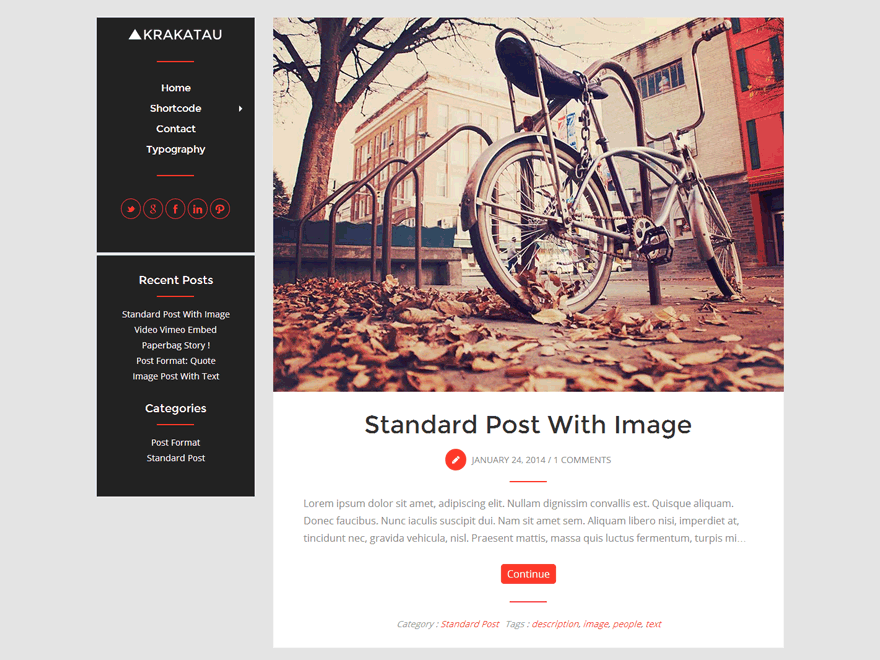 KRAKATAU
Home
Shortcode
Contact
Typography
Recent Posts
Standard Post With Image
Video Vimeo Embed
Paperbag Story !
Post Format: Quote
Image Post With Text
Categories
Post Format
Standard Post
Standard Post With Image
JANUARY 24, 2014 / 1 COMMENTS
Lorem ipsum dolor sit amet, adipiscing elit. Nullam dignissim convallis est. Quisque aliquam.
Donec faucibus. Nunc iaculis suscipit dui. Nam sit amet sem. Aliquam libero nisi, imperdiet at,
tincidunt nec, gravida vehicula, nisl. Praesent mattis, massa quis luctus fermentum, turpis mi...
Continue
Category : Standard Post Tags : description, image, people, text